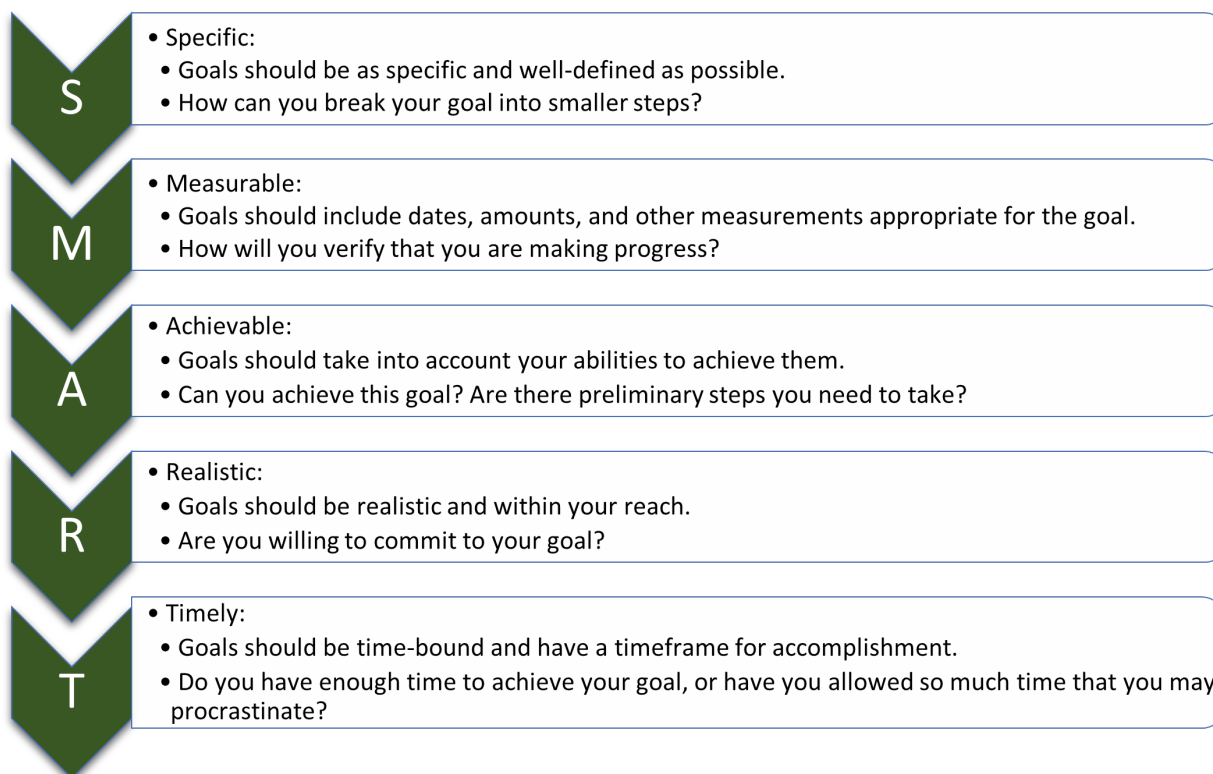 S
• Specific:
• Goals should be as specific and well-defined as possible.
• How can you break your goal into smaller steps?
M
• Measurable:
• Goals should include dates, amounts, and other measurements appropriate for the goal.
• How will you verify that you are making progress?
A
• Achievable:
• Goals should take into account your abilities to achieve them.
• Can you achieve this goal? Are there preliminary steps you need to take?
R
• Realistic:
• Goals should be realistic and within your reach.
• Are you willing to commit to your goal?
T
• Timely:
• Goals should be time-bound and have a timeframe for accomplishment.
• Do you have enough time to achieve your goal, or have you allowed so much time that you may
procrastinate?